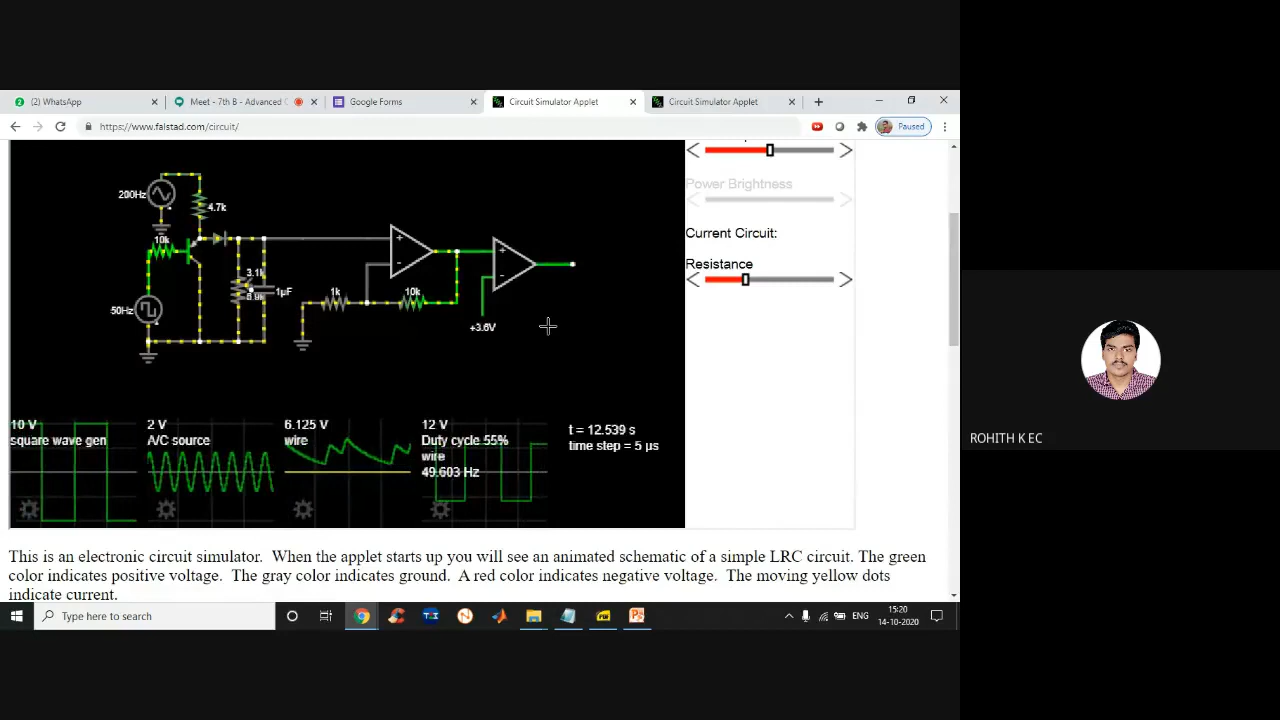 (2) WhatsApp
Meet - 7th B - Advanced C
Google Forms
Circuit Simulator Applet
Circuit Simulator Applet
https://www.falstad.com/circuit/
Paused
Power Brightness
Current Circuit:
Resistance
200Hz
4.7k
10k
3.1k
1µF
50Hz
1k
10k
+3.6V
10 V
square wave gen
2 V
A/C source
6.125 V
wire
12 V
Duty cycle 55%
wire
49.603 Hz
t = 12.539 s
time step = 5 µs
This is an electronic circuit simulator. When the applet starts up you will see an animated schematic of a simple LRC circuit. The green
color indicates positive voltage. The gray color indicates ground. A red color indicates negative voltage. The moving yellow dots
indicate current.
Type here to search
ENG
15:20
14-10-2020
ROHITH K EC